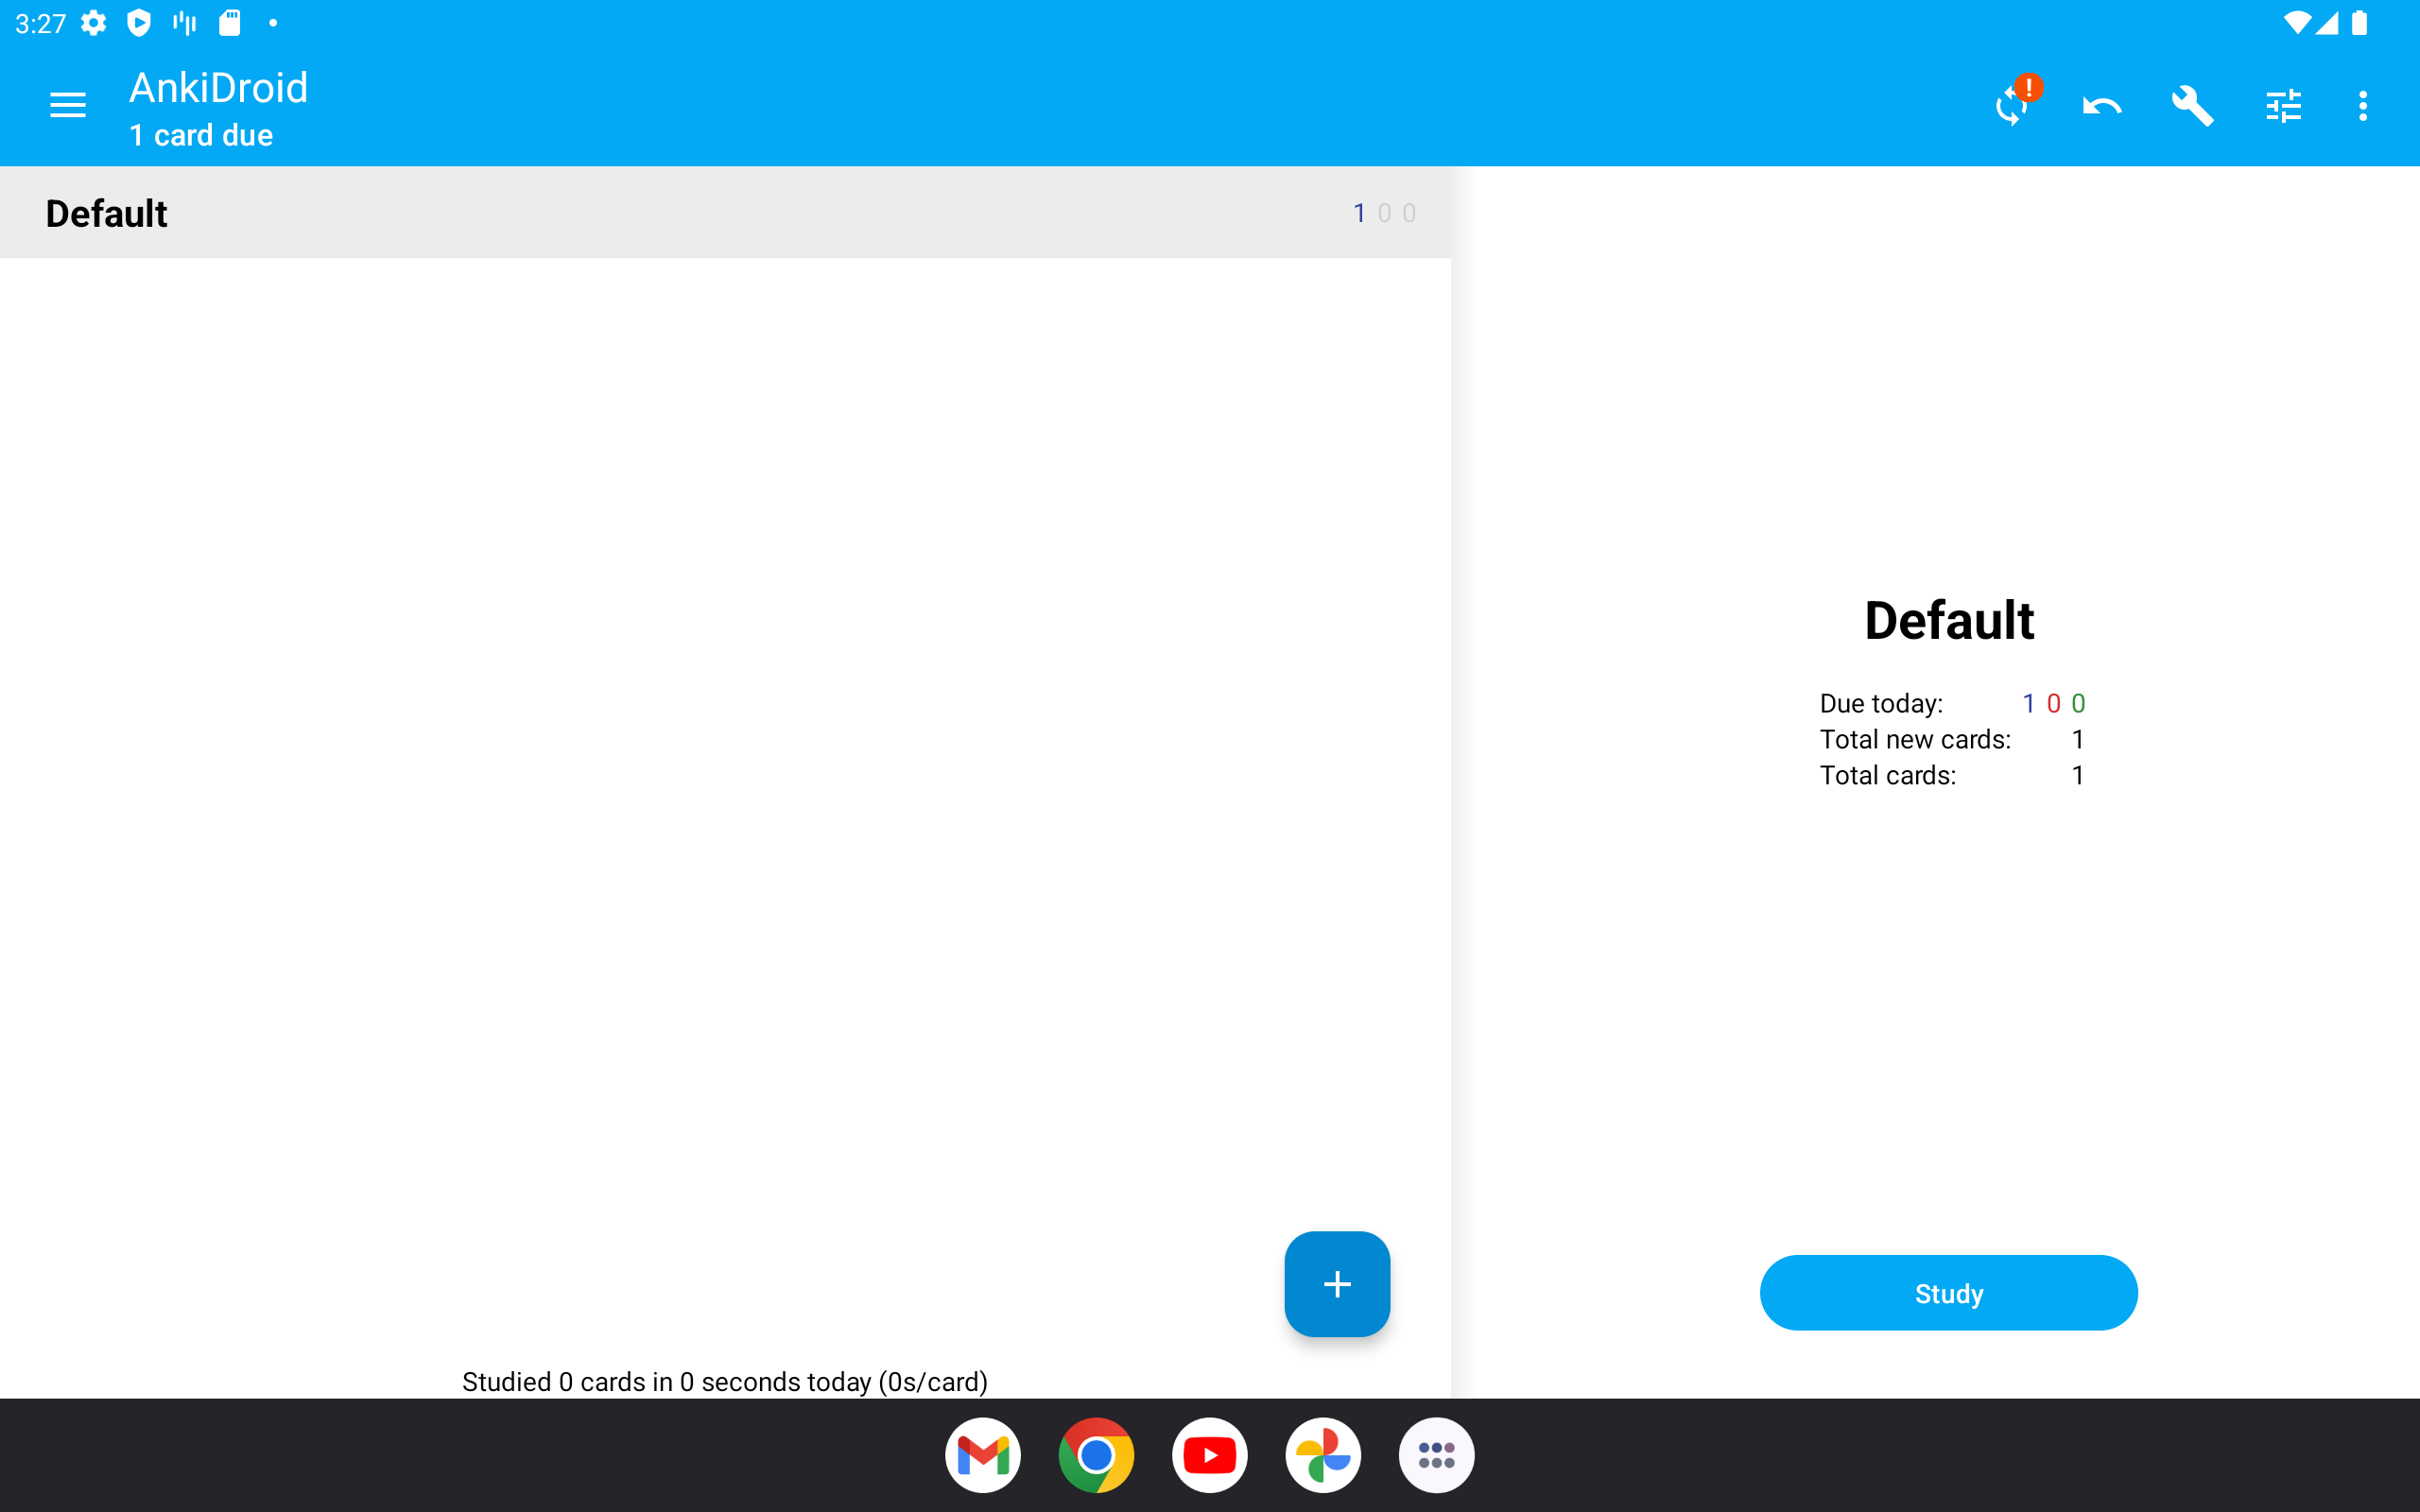 3:27
AnkiDroid
1 card due
!
Default
1 0 0
Default
Due today: 1 0 0
Total new cards: 1
Total cards: 1
Study
Studied 0 cards in 0 seconds today (0s/card)